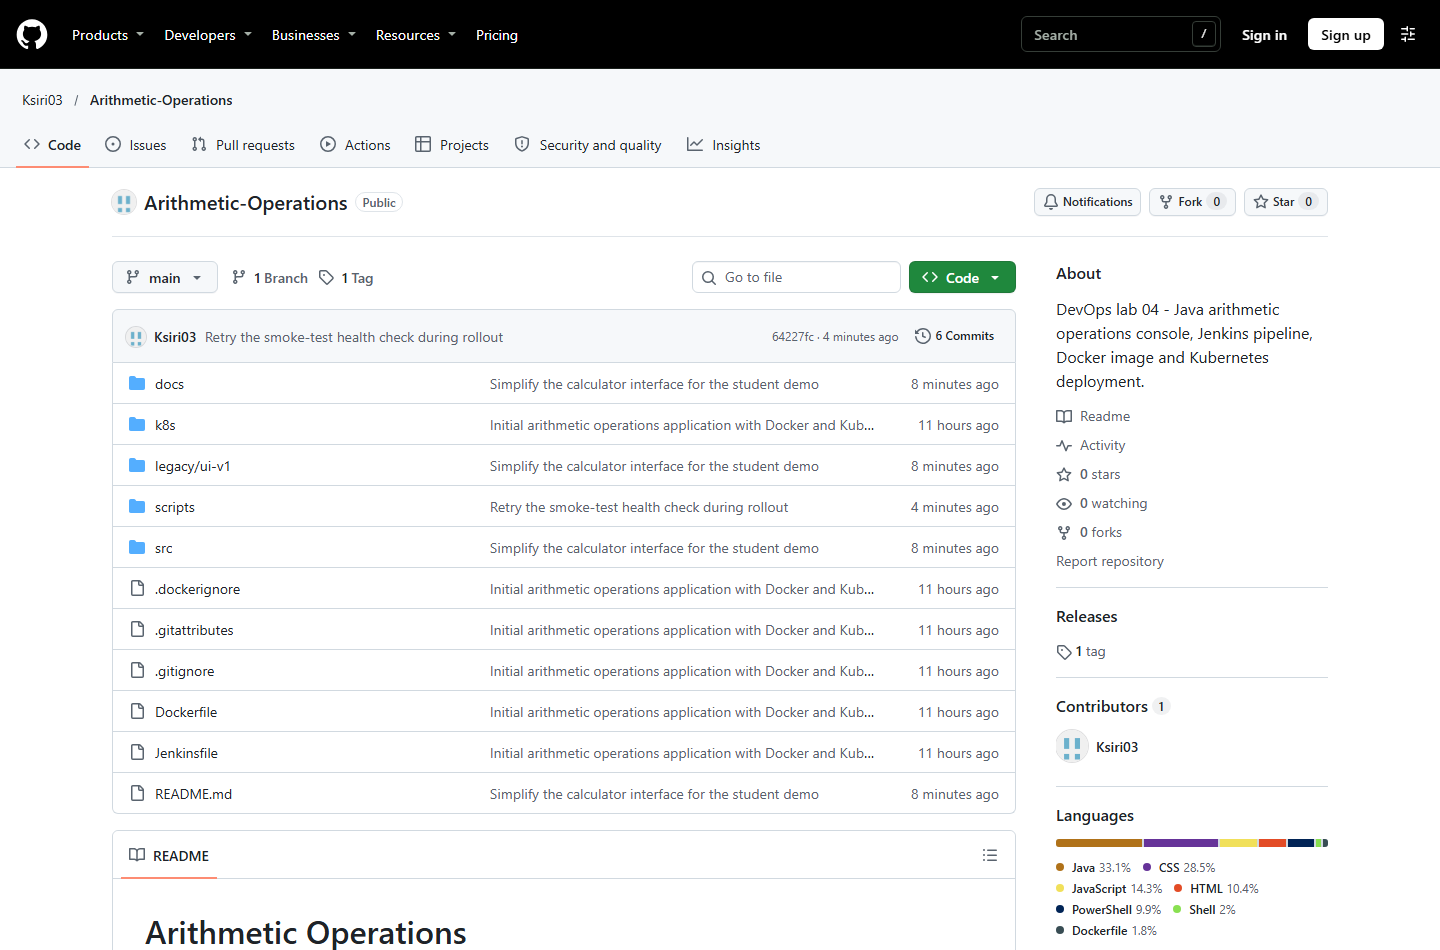 Products Developers Businesses Resources Pricing Search / Sign in Sign up
Ksiri03 / Arithmetic-Operations
Code Issues Pull requests Actions Projects Security and quality Insights
Arithmetic-Operations Public Notifications Fork 0 Star 0
main 1 Branch 1 Tag Go to file Code
Ksiri03 Retry the smoke-test health check during rollout 64227fc · 4 minutes ago 6 Commits
docs Simplify the calculator interface for the student demo 8 minutes ago
k8s Initial arithmetic operations application with Docker and Kub... 11 hours ago
legacy/ui-v1 Simplify the calculator interface for the student demo 8 minutes ago
scripts Retry the smoke-test health check during rollout 4 minutes ago
src Simplify the calculator interface for the student demo 8 minutes ago
.dockerignore Initial arithmetic operations application with Docker and Kub... 11 hours ago
.gitattributes Initial arithmetic operations application with Docker and Kub... 11 hours ago
.gitignore Initial arithmetic operations application with Docker and Kub... 11 hours ago
Dockerfile Initial arithmetic operations application with Docker and Kub... 11 hours ago
Jenkinsfile Initial arithmetic operations application with Docker and Kub... 11 hours ago
README.md Simplify the calculator interface for the student demo 8 minutes ago
README
Arithmetic Operations
About
DevOps lab 04 - Java arithmetic
operations console, Jenkins pipeline,
Docker image and Kubernetes
deployment.
Readme
Activity
0 stars
0 watching
0 forks
Report repository
Releases
1 tag
Contributors 1
Ksiri03
Languages
Java 33.1% CSS 28.5%
JavaScript 14.3% HTML 10.4%
PowerShell 9.9% Shell 2%
Dockerfile 1.8%